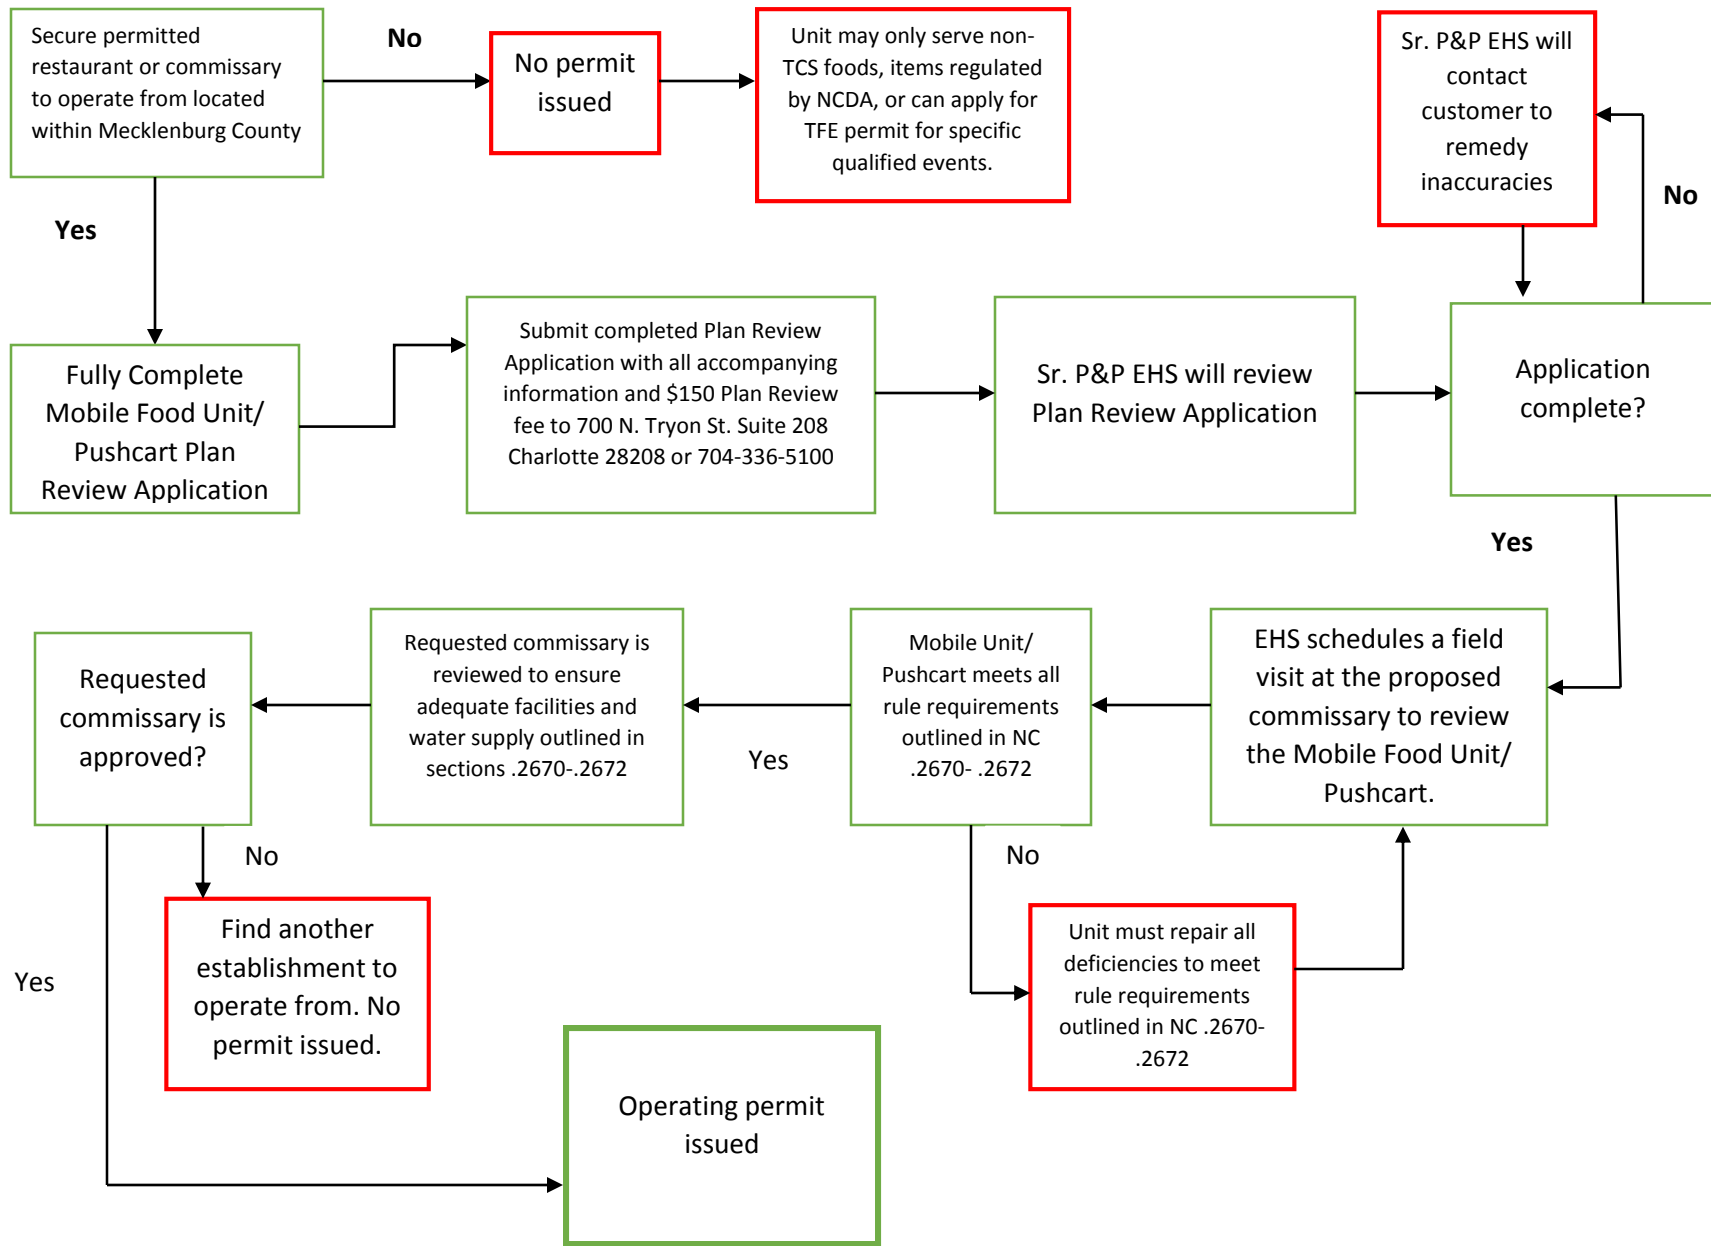 Secure permitted
restaurant or commissary
to operate from located
within Mecklenburg County
No
No permit
issued
Unit may only serve non-
TCS foods, items regulated
by NCDA, or can apply for
TFE permit for specific
qualified events.
Sr. P&P EHS will
contact
customer to
remedy
inaccuracies
No
Yes
Fully Complete
Mobile Food Unit/
Pushcart Plan
Review Application
Submit completed Plan Review
Application with all accompanying
information and $150 Plan Review
fee to 700 N. Tryon St. Suite 208
Charlotte 28208 or 704-336-5100
Sr. P&P EHS will review
Plan Review Application
Application
complete?
Yes
EHS schedules a field
visit at the proposed
commissary to review
the Mobile Food Unit/
Pushcart.
Mobile Unit/
Pushcart meets all
rule requirements
outlined in NC
.2670- .2672
Yes
Requested commissary is
reviewed to ensure
adequate facilities and
water supply outlined in
sections .2670-.2672
Requested
commissary is
approved?
No
Unit must repair all
deficiencies to meet
rule requirements
outlined in NC .2670-
.2672
No
Find another
establishment to
operate from. No
permit issued.
Yes
Operating permit
issued